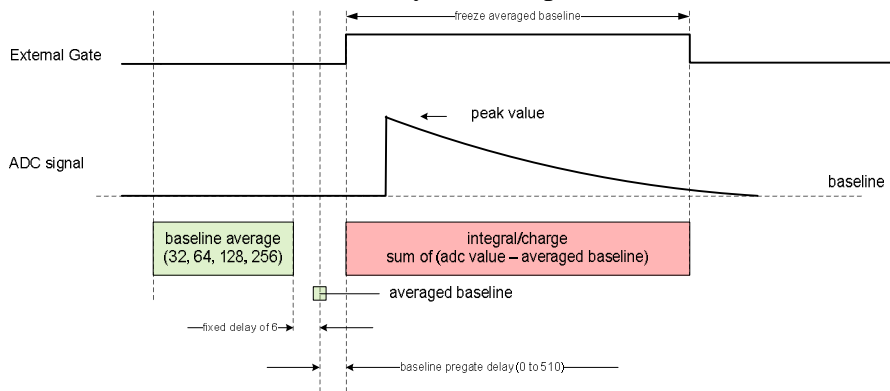 freeze averaged baseline
External Gate
peak value
ADC signal
baseline
baseline average
(32, 64, 128, 256)
integral/charge
sum of (adc value – averaged baseline)
averaged baseline
fixed delay of 6
baseline pregate delay (0 to 510)